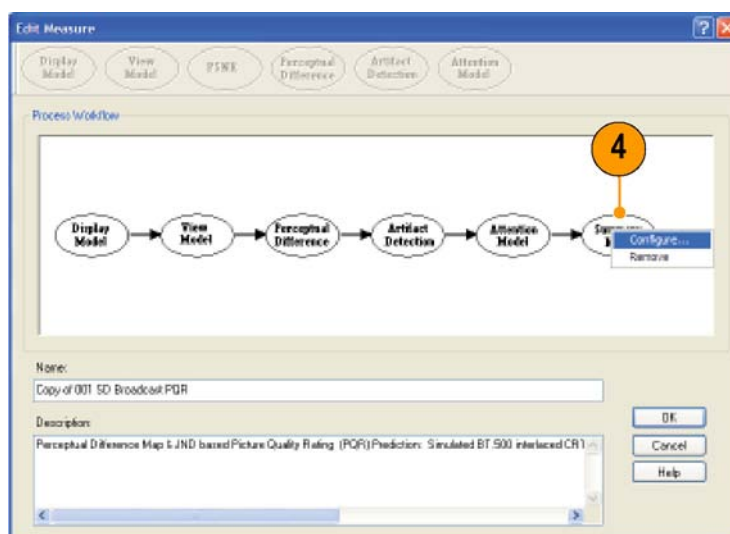 Edit Measure
Display Model
View Model
PSNR
Perceptual Difference
Artifact Detection
Attention Model
Process Workflow
4
Display Model
View Model
Perceptual Difference
Artifact Detection
Attention Model
Configure...
Remove
Name:
Copy of 001 SD Broadcast PQR
Description:
Perceptual Difference Map & JND based Picture Quality Rating (PQR) Prediction: Simulated BT.500 interlaced CRT
OK
Cancel
Help